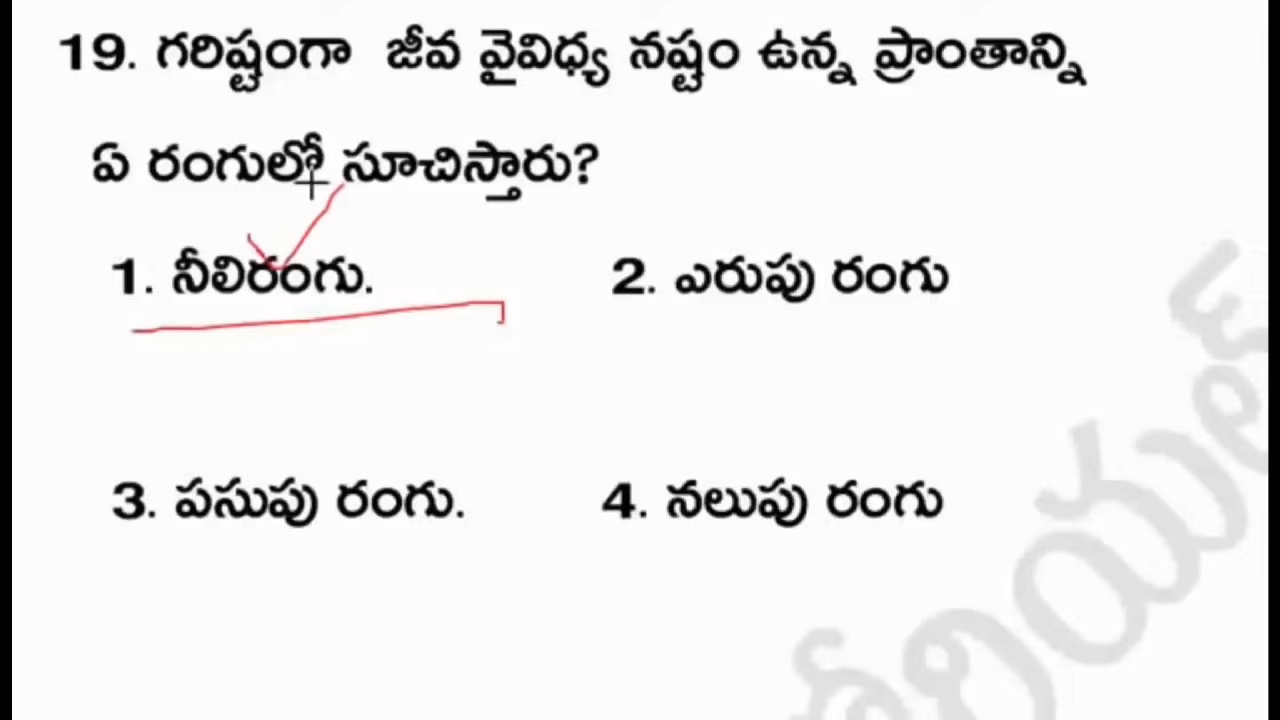 19. గరిష్టంగా జీవ వైవిధ్య నష్టం ఉన్న ప్రాంతాన్ని
ఏ రంగులో సూచిస్తారు?
1. నీలిరంగు. 2. ఎరుపు రంగు
3. పసుపు రంగు. 4. నలుపు రంగు